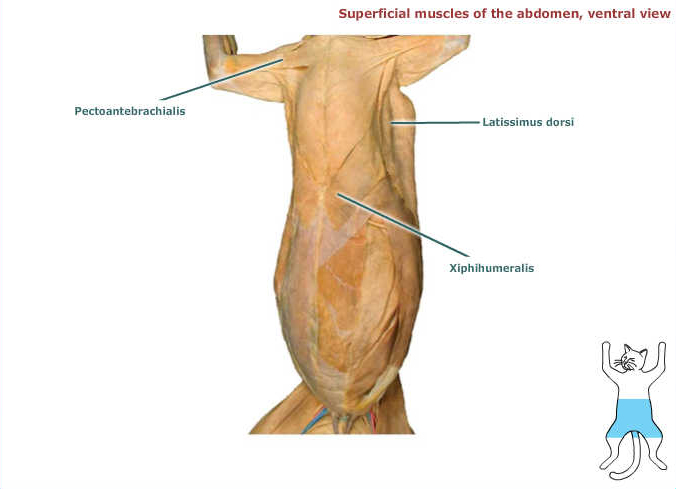 Superficial muscles of the abdomen, ventral view
Pectoantebrachialis
Latissimus dorsi
Xiphihumeralis